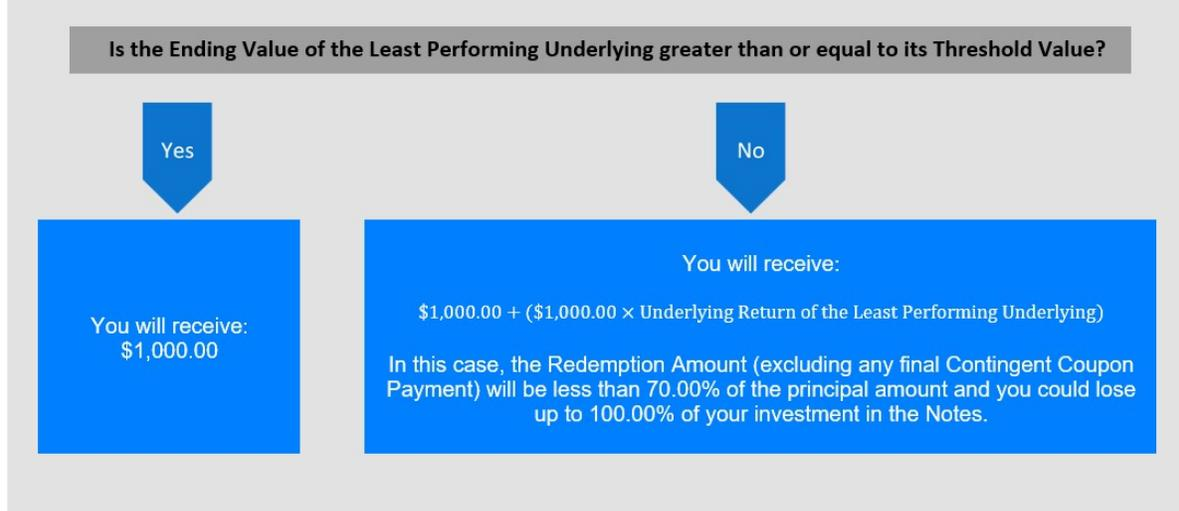 Is the Ending Value of the Least Performing Underlying greater than or equal to its Threshold Value?
Yes
No
You will receive:
$1,000.00
You will receive:
$1,000.00 + ($1,000.00 × Underlying Return of the Least Performing Underlying)
In this case, the Redemption Amount (excluding any final Contingent Coupon
Payment) will be less than 70.00% of the principal amount and you could lose
up to 100.00% of your investment in the Notes.